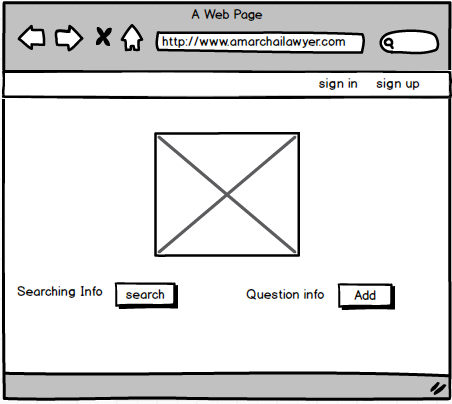 A Web Page
http://www.amarchailawyer.com
sign in sign up
Searching Info search Question info Add